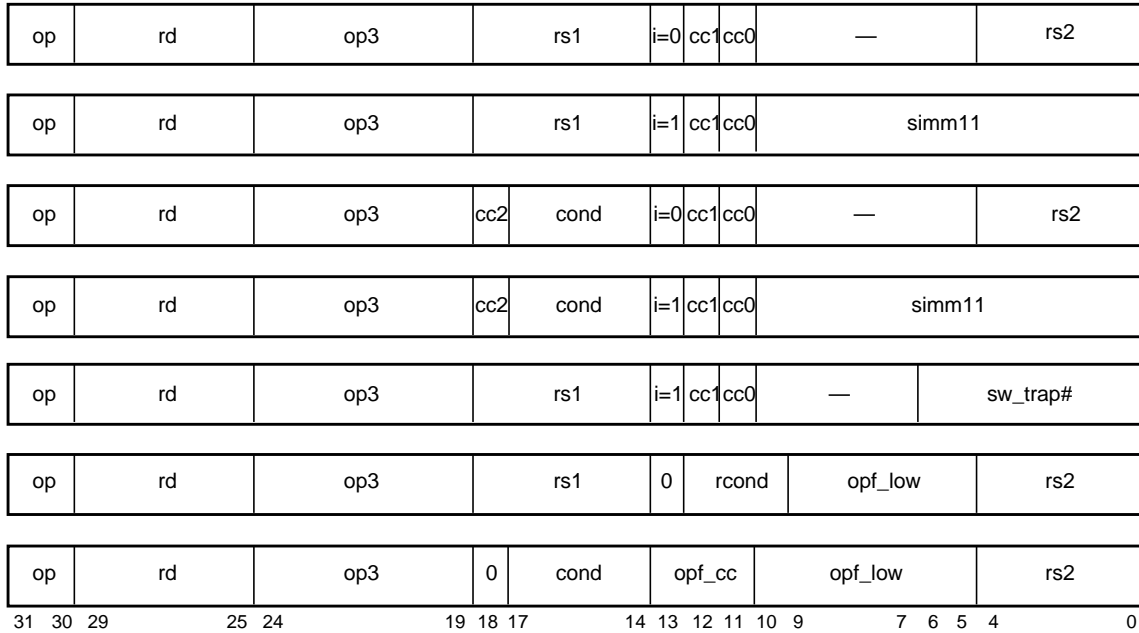 op rd op3 rs1 i=0 cc1 cc0 — rs2
op rd op3 rs1 i=1 cc1 cc0 simm11
op rd op3 cc2 cond i=0 cc1 cc0 — rs2
op rd op3 cc2 cond i=1 cc1 cc0 simm11
op rd op3 rs1 i=1 cc1 cc0 — sw_trap#
op rd op3 rs1 0 rcond opf_low rs2
op rd op3 0 cond opf_cc opf_low rs2
31 30 29 25 24 19 18 17 14 13 12 11 10 9 7 6 5 4 0